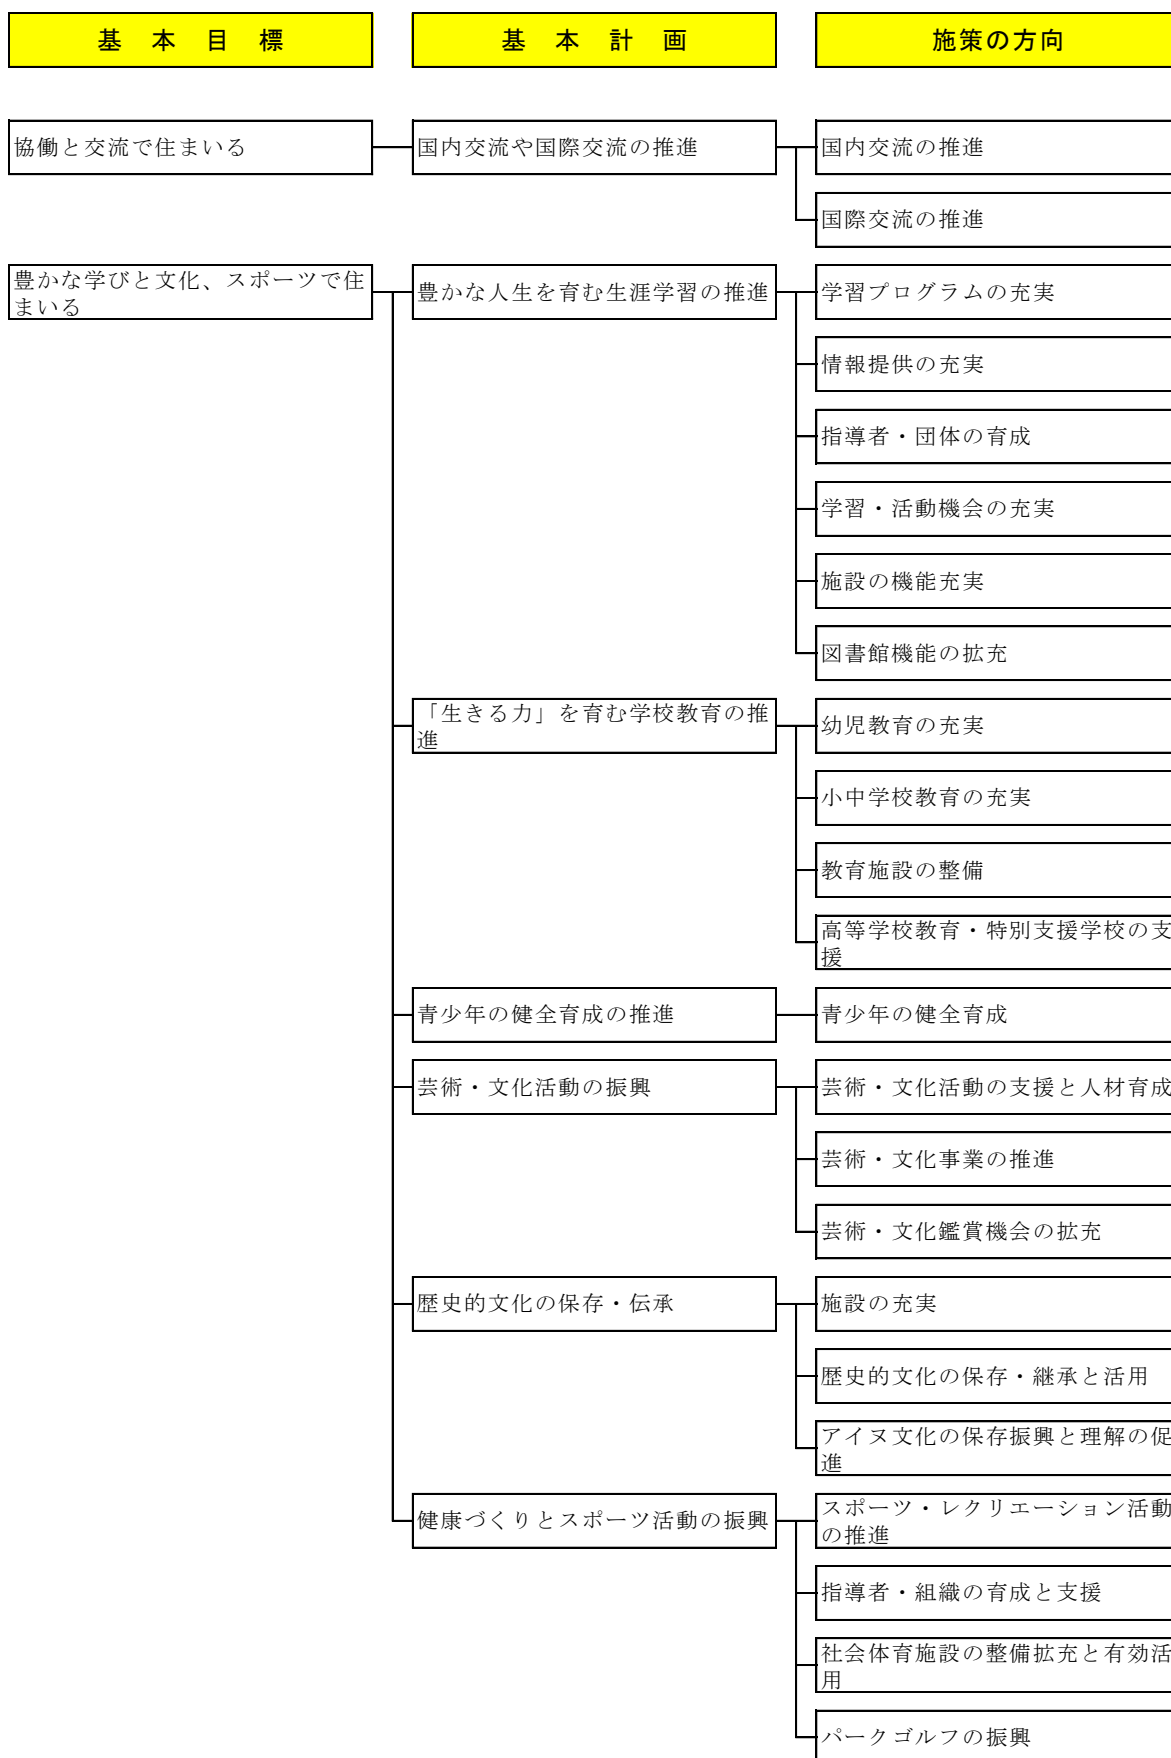 基本目標
基本計画
施策の方向
協働と交流で住まいる
国内交流や国際交流の推進
国内交流の推進
国際交流の推進
豊かな学びと文化、スポーツで住
まいる
豊かな人生を育む生涯学習の推進
学習プログラムの充実
情報提供の充実
指導者・団体の育成
学習・活動機会の充実
施設の機能充実
図書館機能の拡充
「生きる力」を育む学校教育の推
進
幼児教育の充実
小中学校教育の充実
教育施設の整備
高等学校教育・特別支援学校の支
援
青少年の健全育成の推進
青少年の健全育成
芸術・文化活動の振興
芸術・文化活動の支援と人材育成
芸術・文化事業の推進
芸術・文化鑑賞機会の拡充
歴史的文化の保存・伝承
施設の充実
歴史的文化の保存・継承と活用
アイヌ文化の保存振興と理解の促
進
健康づくりとスポーツ活動の振興
スポーツ・レクリエーション活動
の推進
指導者・組織の育成と支援
社会体育施設の整備拡充と有効活
用
パークゴルフの振興